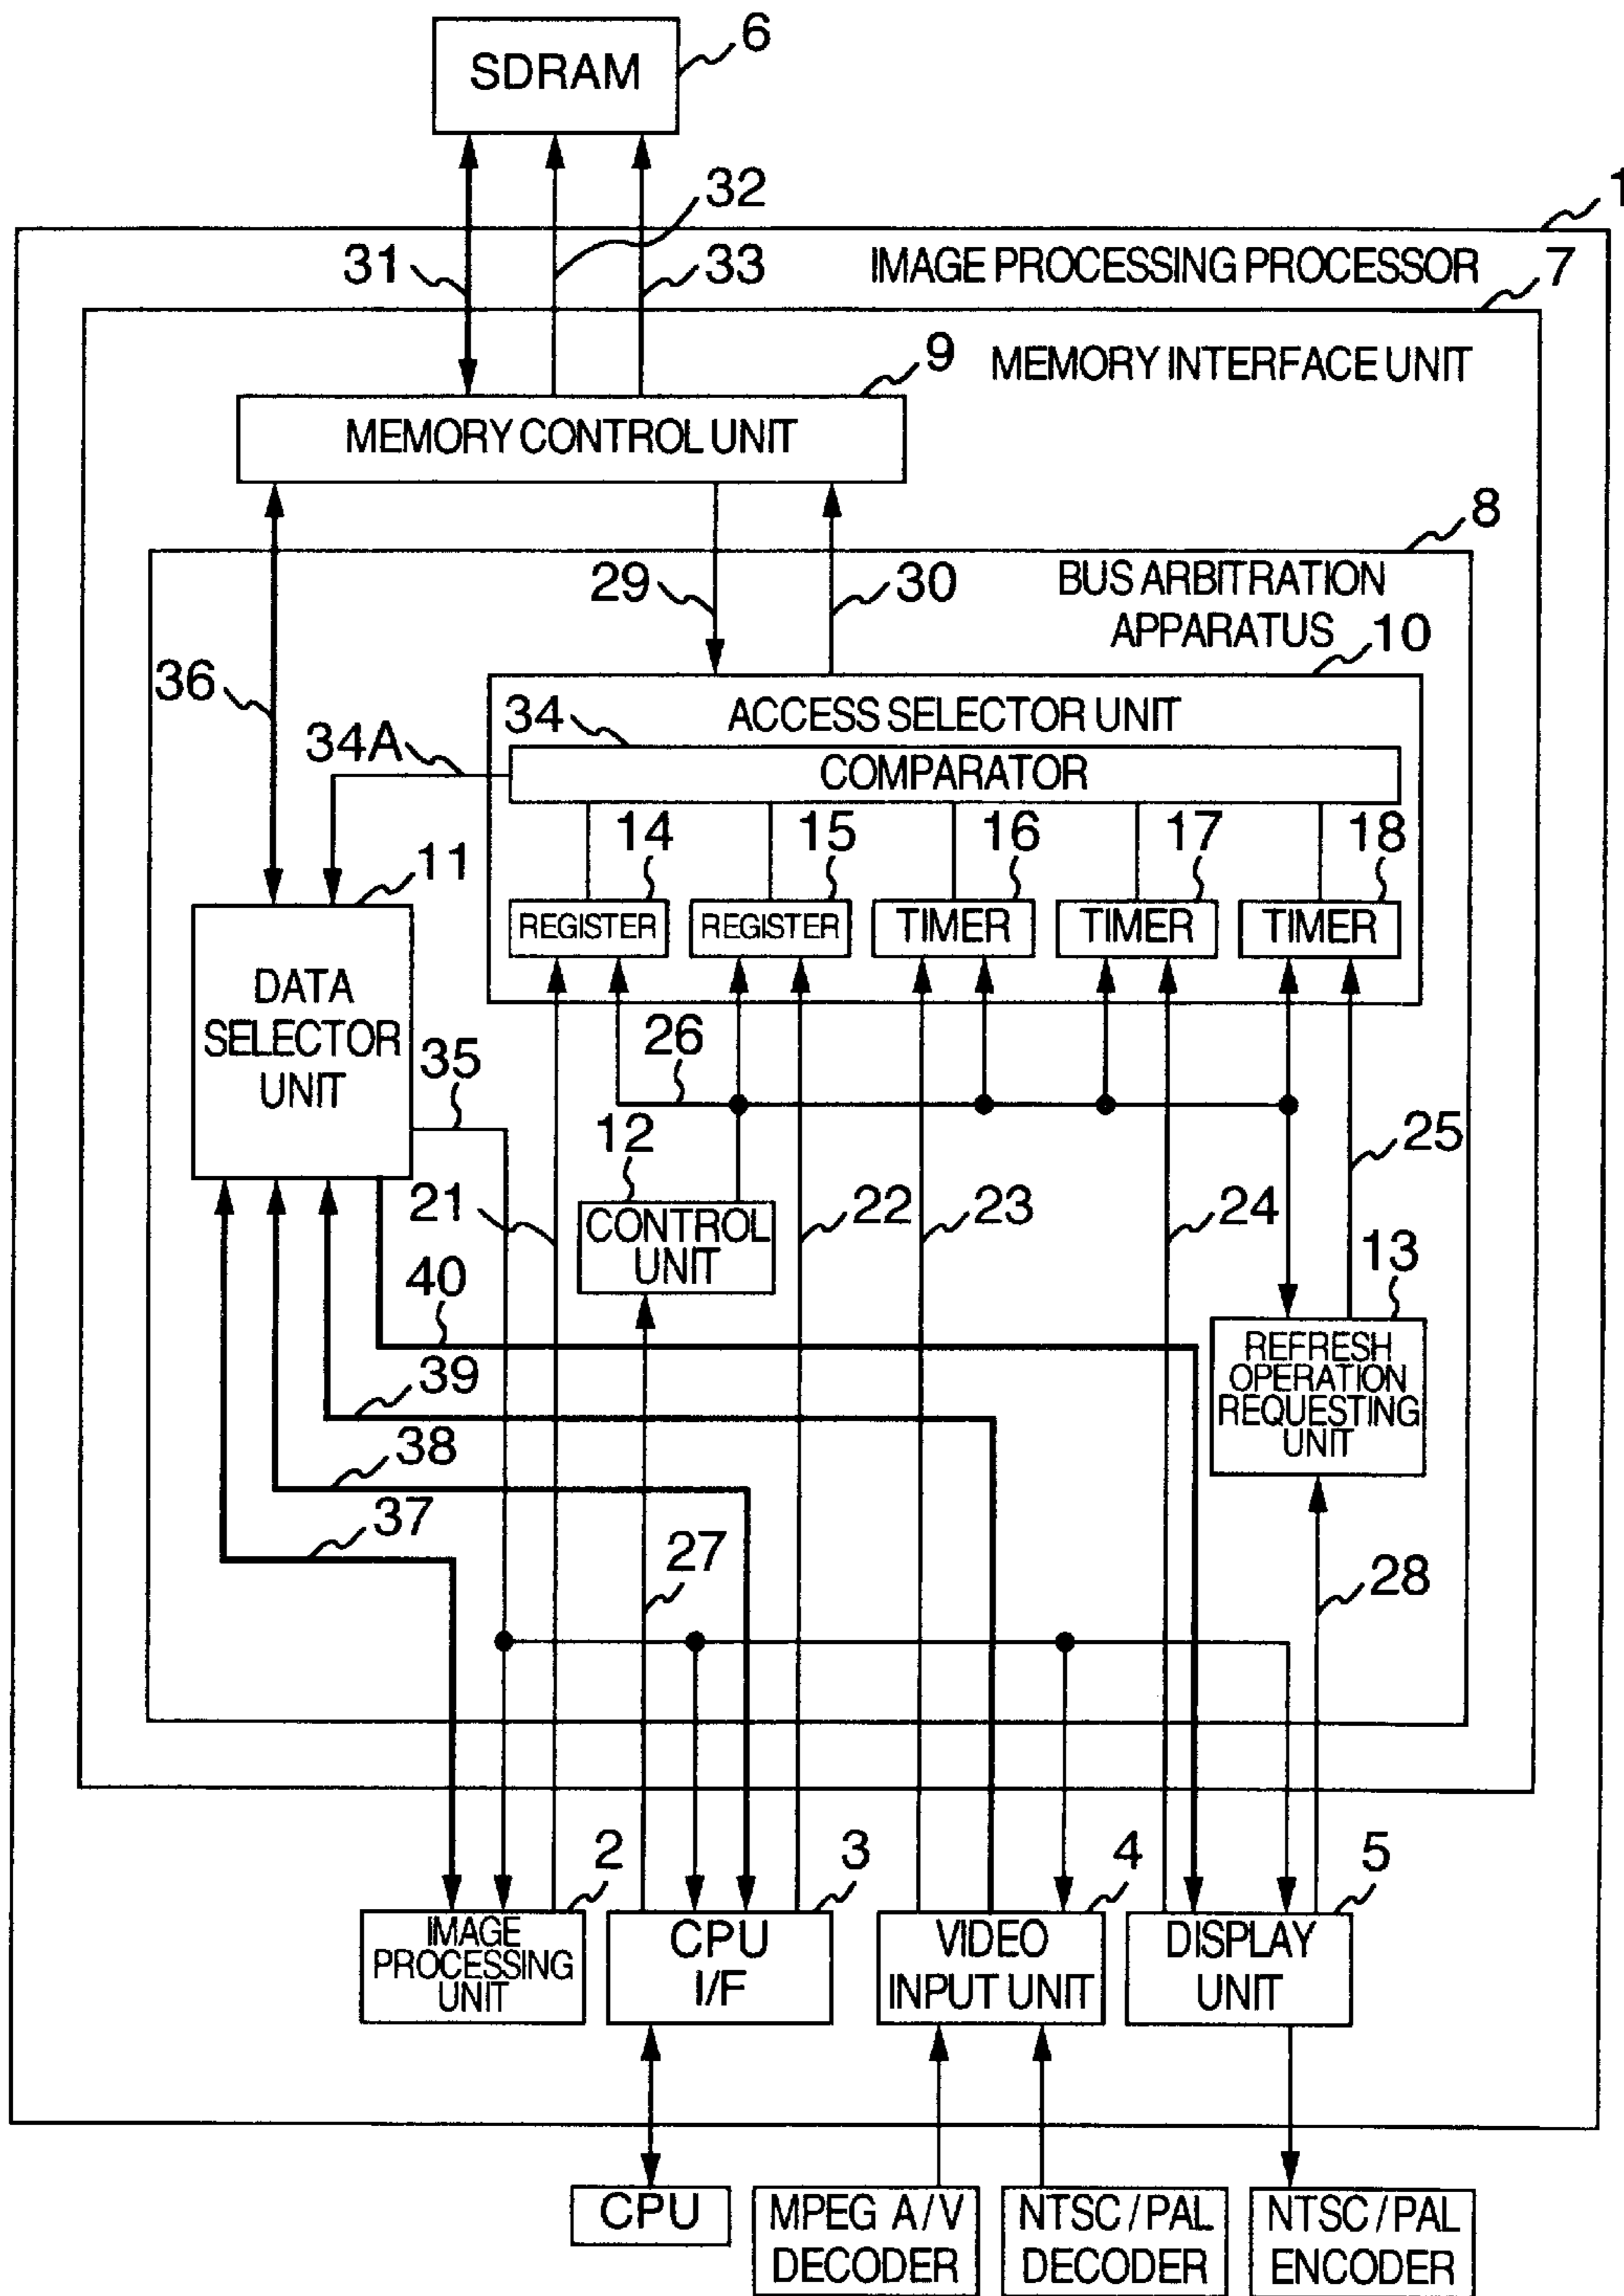 SDRAM
6
32
1
31
33
IMAGE PROCESSING PROCESSOR
7
9
MEMORY INTERFACE UNIT
MEMORY CONTROL UNIT
8
29
30
BUS ARBITRATION
APPARATUS
10
36
34
ACCESS SELECTOR UNIT
34A
COMPARATOR
14
15
16
17
18
11
REGISTER
REGISTER
TIMER
TIMER
TIMER
DATA
SELECTOR
UNIT
35
26
12
25
21
22
23
24
CONTROL
UNIT
13
40
REFRESH
OPERATION
REQUESTING
UNIT
39
38
37
27
28
2
3
4
5
IMAGE
PROCESSING
UNIT
CPU
I/F
VIDEO
INPUT UNIT
DISPLAY
UNIT
CPU
MPEG A/V
DECODER
NTSC/PAL
DECODER
NTSC/PAL
ENCODER